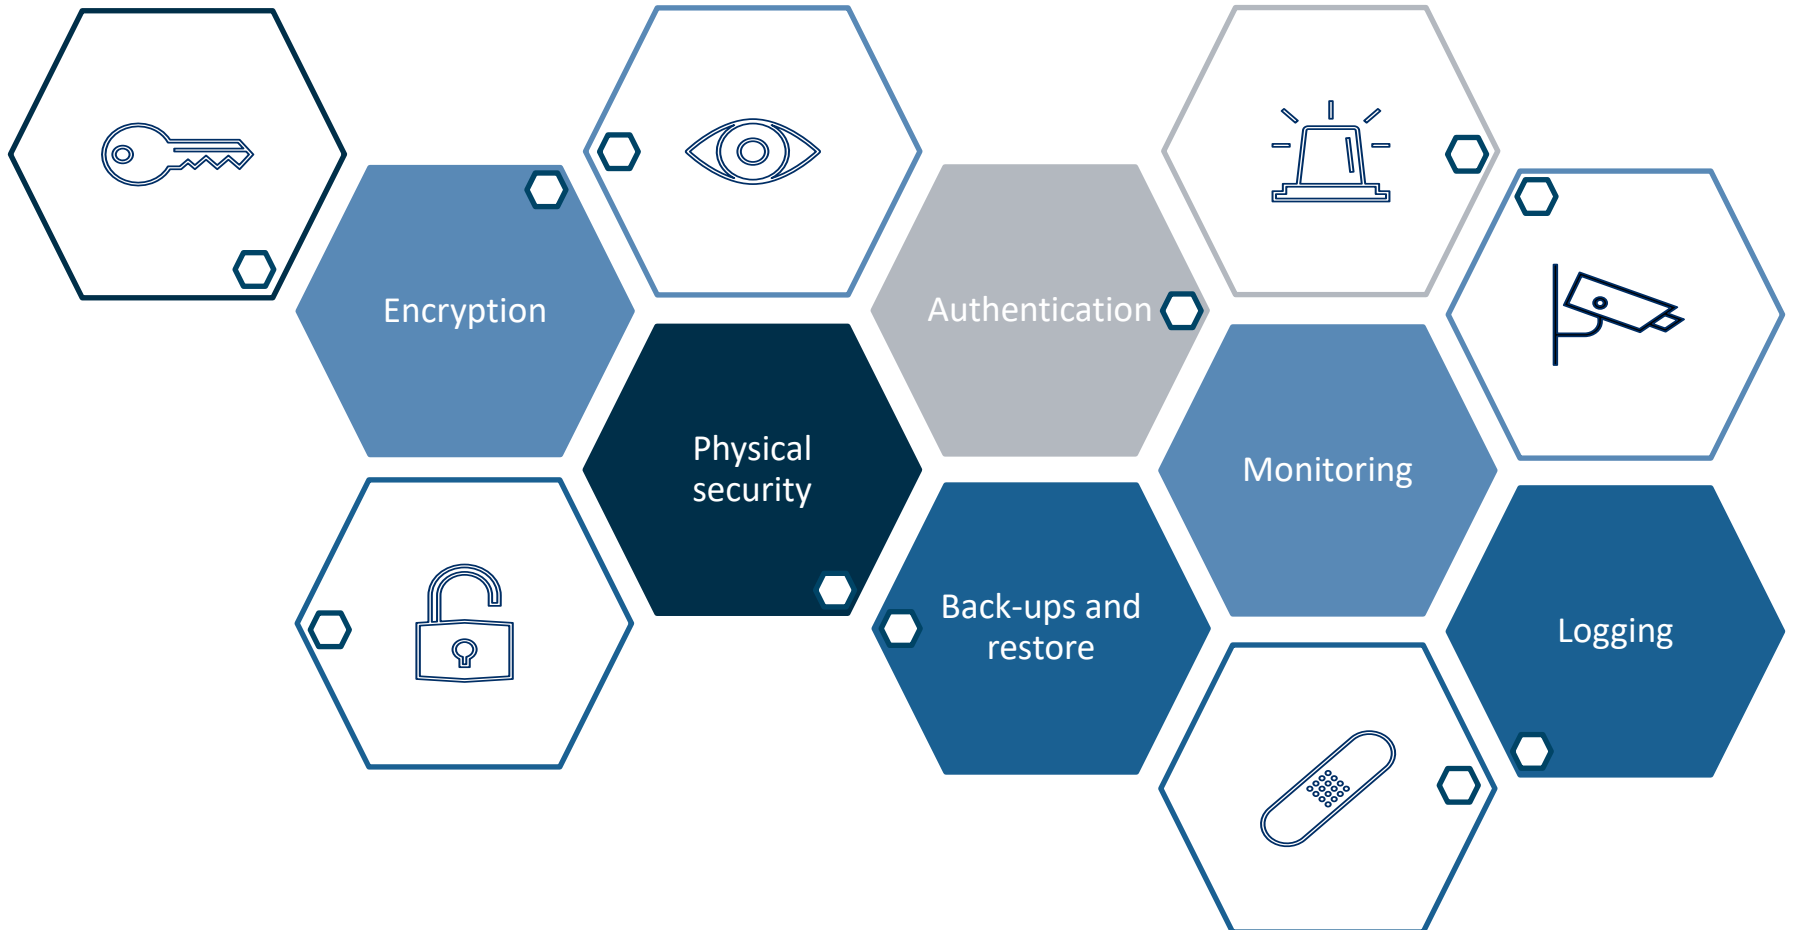 Encryption
Authentication
Physical
security
Monitoring
Back-ups and
restore
Logging